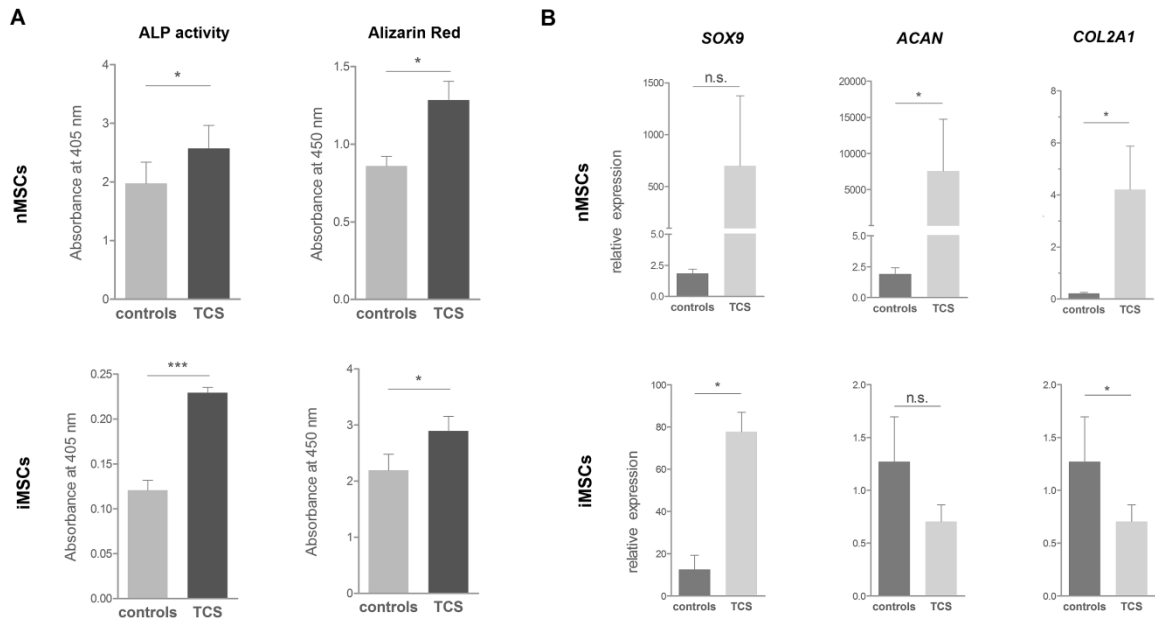 A
B
ALP activity
Alizarin Red
SOX9
ACAN
COL2A1
nMSCs
Absorbance at 405 nm
4
3
2
1
0
*
controls TCS
Absorbance at 450 nm
1.5
1.0
0.5
0.0
*
controls TCS
relative expression
1500
1000
500
5.0
2.5
0.0
n.s.
controls TCS
20000
15000
10000
5000
5.0
2.5
0.0
*
controls TCS
8
6
4
2
0
*
controls TCS
iMSCs
Absorbance at 405 nm
0.25
0.20
0.15
0.10
0.05
0.00
***
controls TCS
Absorbance at 450 nm
4
3
2
1
0
*
controls TCS
relative expression
100
80
60
40
20
0
*
controls TCS
2.0
1.5
1.0
0.5
0.0
n.s.
controls TCS
2.0
1.5
1.0
0.5
0.0
*
controls TCS